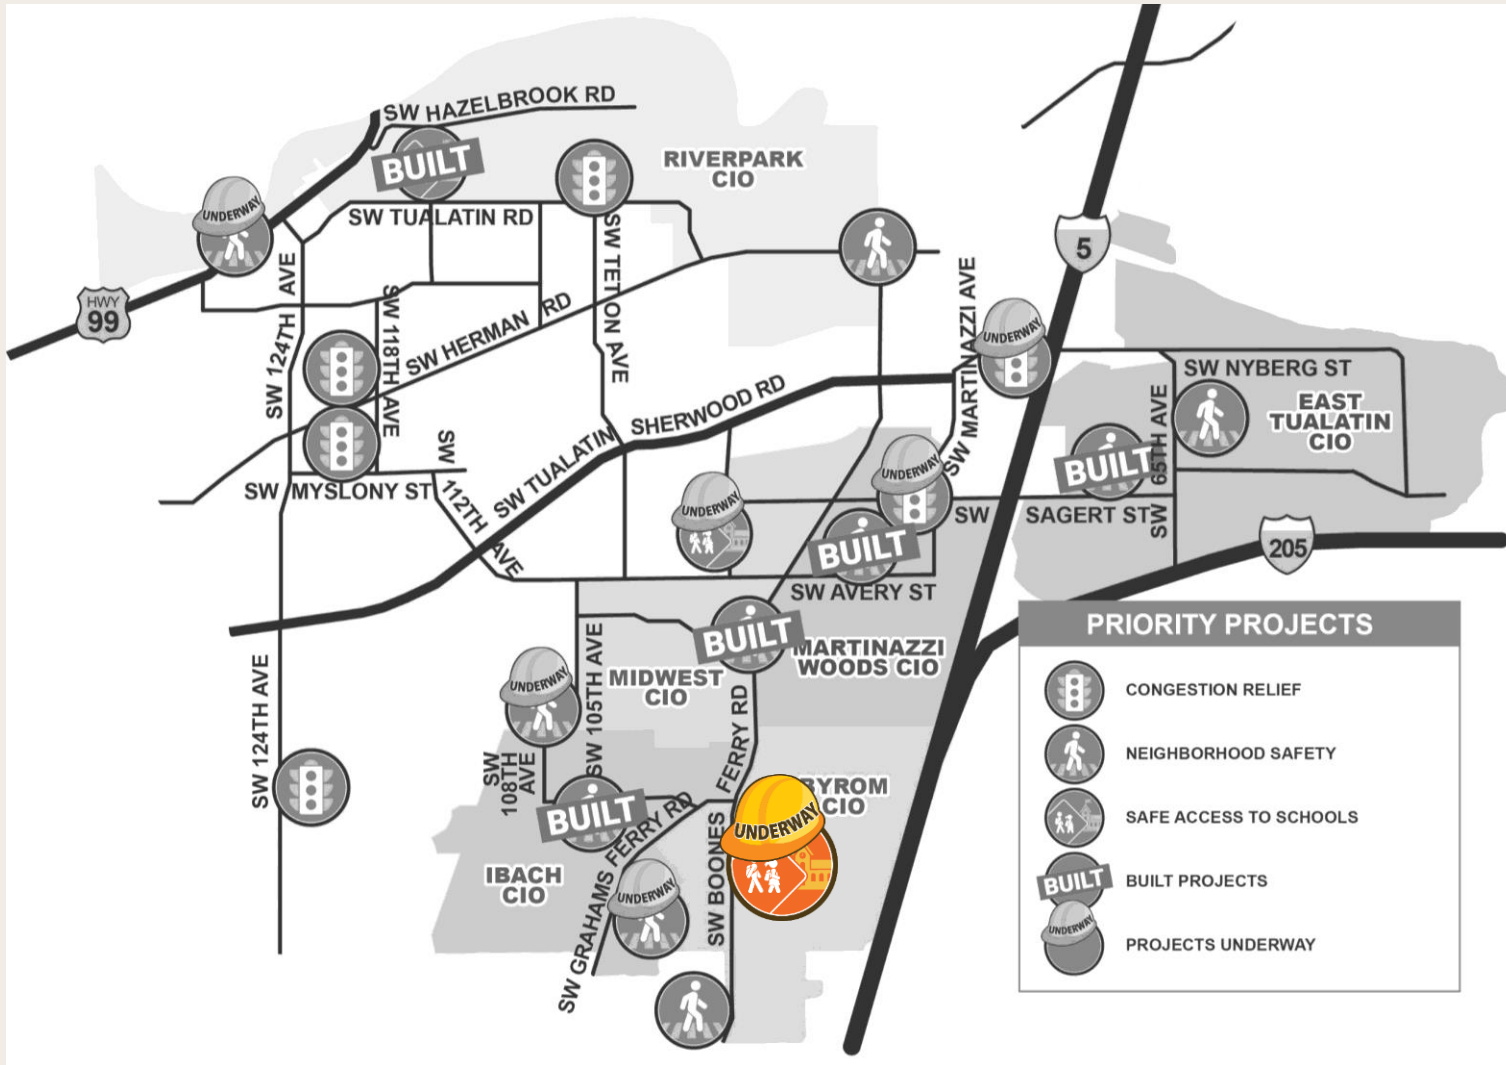 SW HAZELBROOK RD
BUILT
RIVERPARK
CIO
UNDERWAY
SW TUALATIN RD
SW TETON AVE
5
HWY
99
SW 124TH AVE
SW 118TH AVE
SW HERMAN RD
SW MARTINAZZI AVE
UNDERWAY
SW NYBERG ST
EAST
TUALATIN
CIO
SW 65TH AVE
SW TUALATIN SHERWOOD RD
SW MYSLONY ST
SW 112TH AVE
UNDERWAY
UNDERWAY
BUILT
SW SAGERT ST
BUILT
205
SW AVERY ST
BUILT
MARTINAZZI
WOODS CIO
MIDWEST
CIO
UNDERWAY
SW 105TH AVE
SW 124TH AVE
SW
108TH
AVE
BUILT
SW BOONES FERRY RD
BYROM
CIO
UNDERWAY
IBACH
CIO
SW GRAHAMS FERRY RD
UNDERWAY
PRIORITY PROJECTS
CONGESTION RELIEF
NEIGHBORHOOD SAFETY
SAFE ACCESS TO SCHOOLS
BUILT
BUILT PROJECTS
UNDERWAY
PROJECTS UNDERWAY